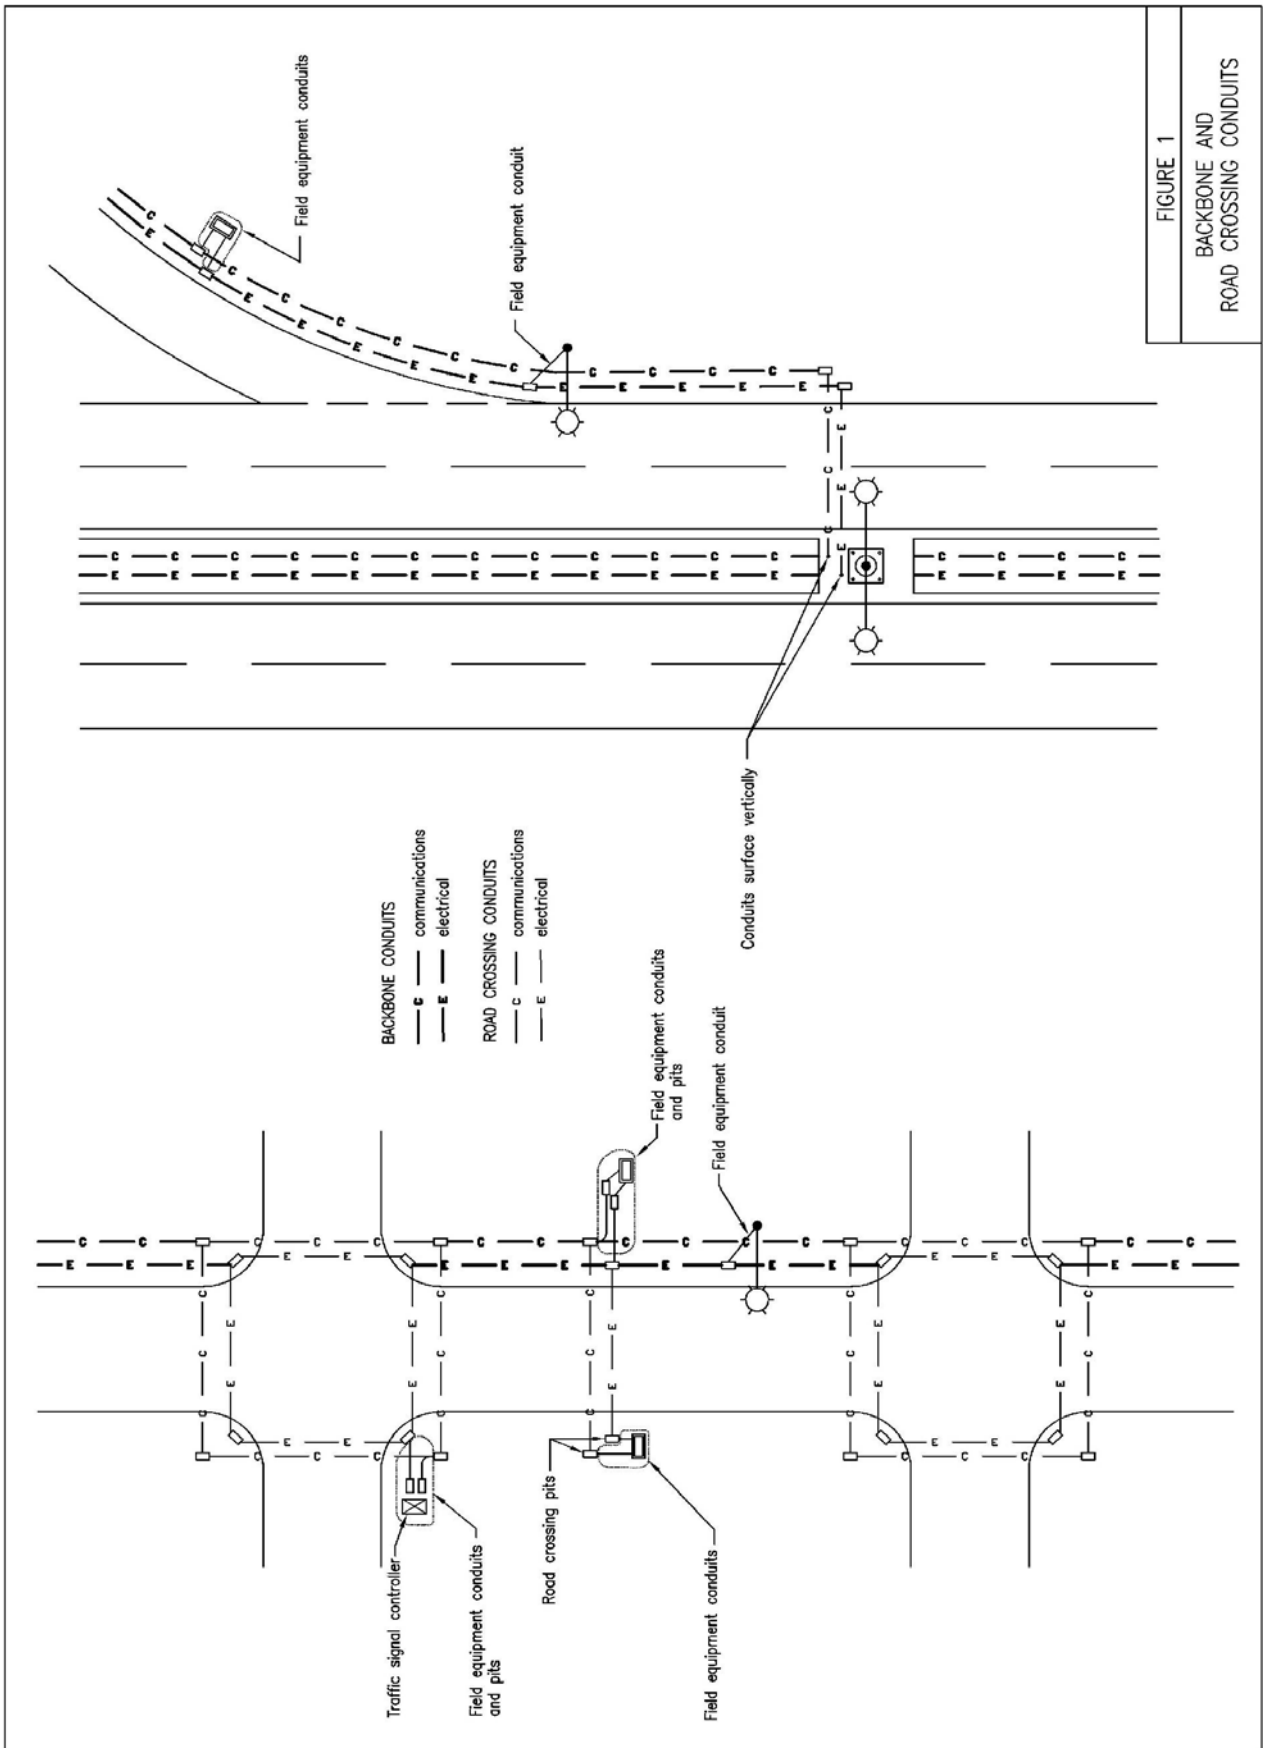 Field equipment conduits
Field equipment conduit
Conduits surface vertically
BACKBONE CONDUITS
C communications
E electrical
ROAD CROSSING CONDUITS
C communications
E electrical
Field equipment conduits
and pits
Field equipment conduit
Traffic signal controller
Field equipment conduits
and pits
Road crossing pits
Field equipment conduits
FIGURE 1
BACKBONE AND
ROAD CROSSING CONDUITS